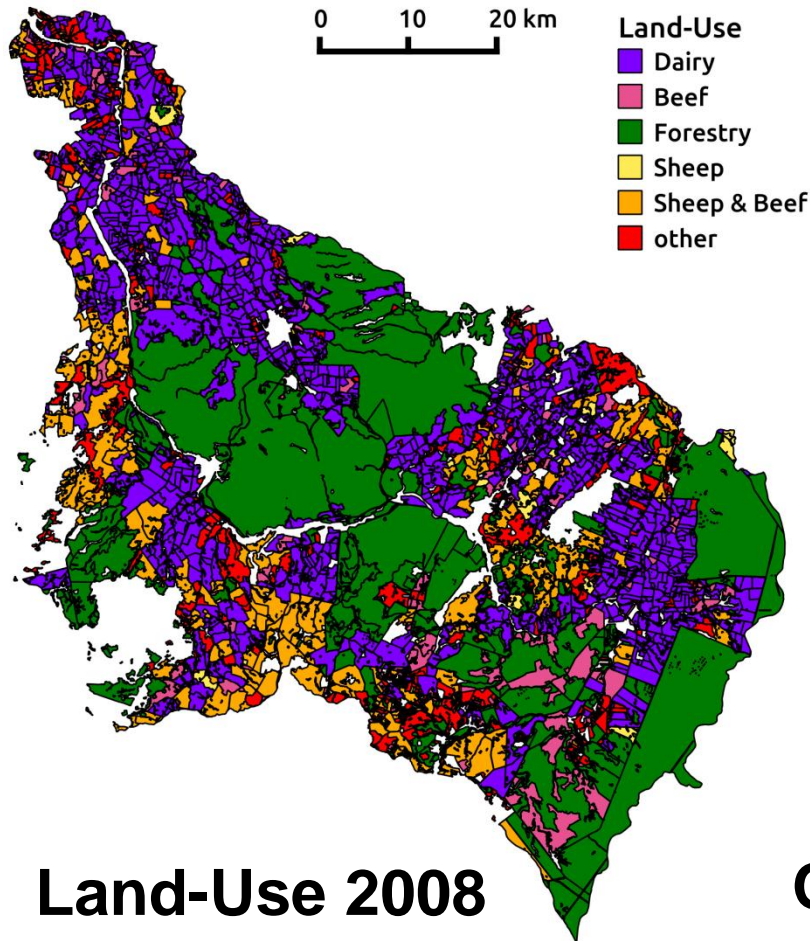 0 10 20 km
Land-Use
Dairy
Beef
Forestry
Sheep
Sheep & Beef
other
Land-Use 2008